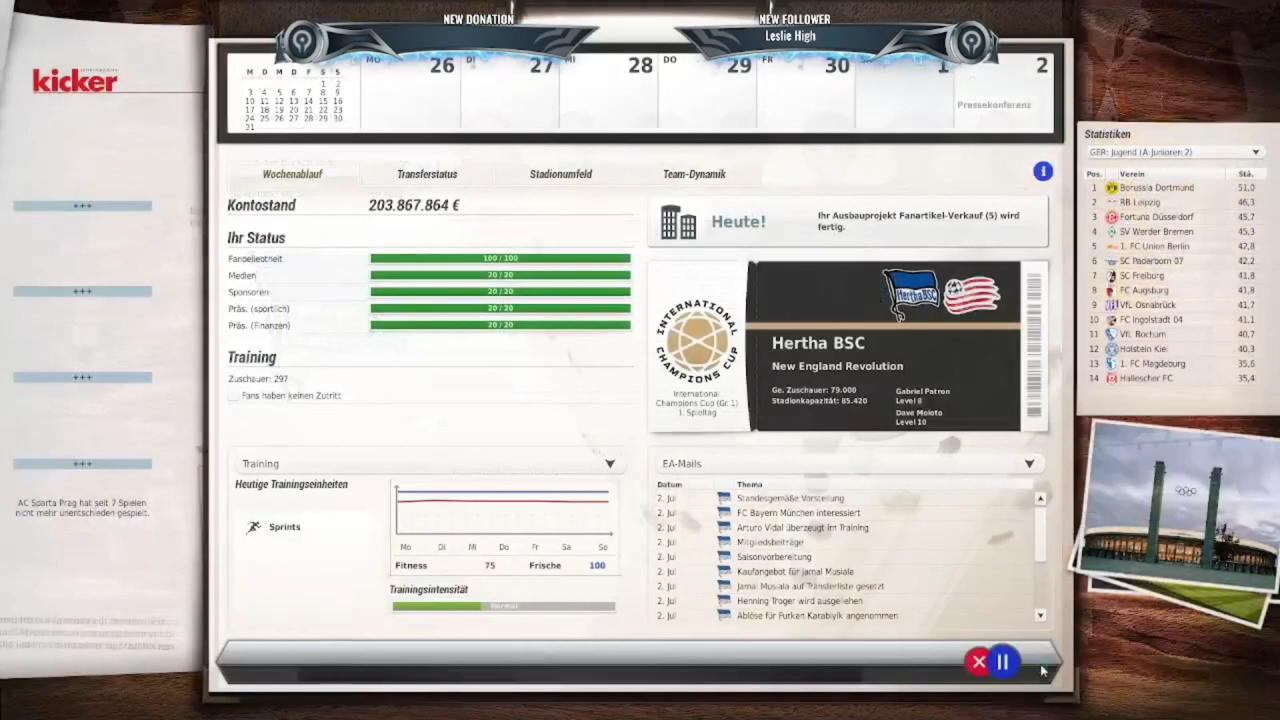 NEW DONATION
NEW FOLLOWER
Leslie High
kicker
M D M D F S S
1 2
3 4 5 6 7 8 9
10 11 12 13 14 15 16
17 18 19 20 21 22 23
24 25 26 27 28 29 30
31
MO 26
DI 27
MI 28
DO 29
FR 30
1
2
Pressekonferenz
Wochenablauf
Transferstatus
Stadionumfeld
Team-Dynamik
i
Kontostand 203.867.864 €
Ihr Status
Fanbeliebtheit 100 / 100
Medien 20 / 20
Sponsoren 20 / 20
Präs. (sportlich) 20 / 20
Präs. (Finanzen) 20 / 20
Training
Zuschauer: 297
Fans haben keinen Zutritt
Heute!
Ihr Ausbauprojekt Fanartikel-Verkauf (5) wird
fertig.
INTERNATIONAL
CHAMPIONS CUP
International
Champions Cup (Gr. 1)
1. Spieltag
Hertha BSC
Hertha BSC
New England Revolution
Ge. Zuschauer: 79.000
Stadionkapazität: 85.420
Gabriel Patron
Level 8
Dave Moloto
Level 10
Training
Heutige Trainingseinheiten
Sprints
Mo Di Mi Do Fr Sa So
Fitness 75 Frische 100
Trainingsintensität
Normal
EA-Mails
Datum Thema
2. Jul Standesgemäße Vorstellung
2. Jul FC Bayern München interessiert
2. Jul Arturo Vidal überzeugt im Training
2. Jul Mitgliedsbeiträge
2. Jul Saisonvorbereitung
2. Jul Kaufangebot für Jamal Musiala
2. Jul Jamal Musiala auf Transferliste gesetzt
2. Jul Henning Troger wird ausgeliehen
2. Jul Ablöse für Furkan Karabiyik angenommen
+++
+++
+++
+++
AC Sparta Prag hat seit 7 Spielen
nicht mehr unentschieden gespielt.
Statistiken
GER: Jugend (A-Junioren 2)
Pos. Verein Stä.
1 Borussia Dortmund 51,0
2 RB Leipzig 46,3
3 Fortuna Düsseldorf 45,7
4 SV Werder Bremen 45,3
5 1. FC Union Berlin 42,8
6 SC Paderborn 07 42,2
7 SC Freiburg 41,8
8 FC Augsburg 41,8
9 VfL Osnabrück 41,7
10 FC Ingolstadt 04 41,1
11 VfL Bochum 40,7
12 Holstein Kiel 40,3
13 1. FC Magdeburg 35,6
14 Hallescher FC 35,4